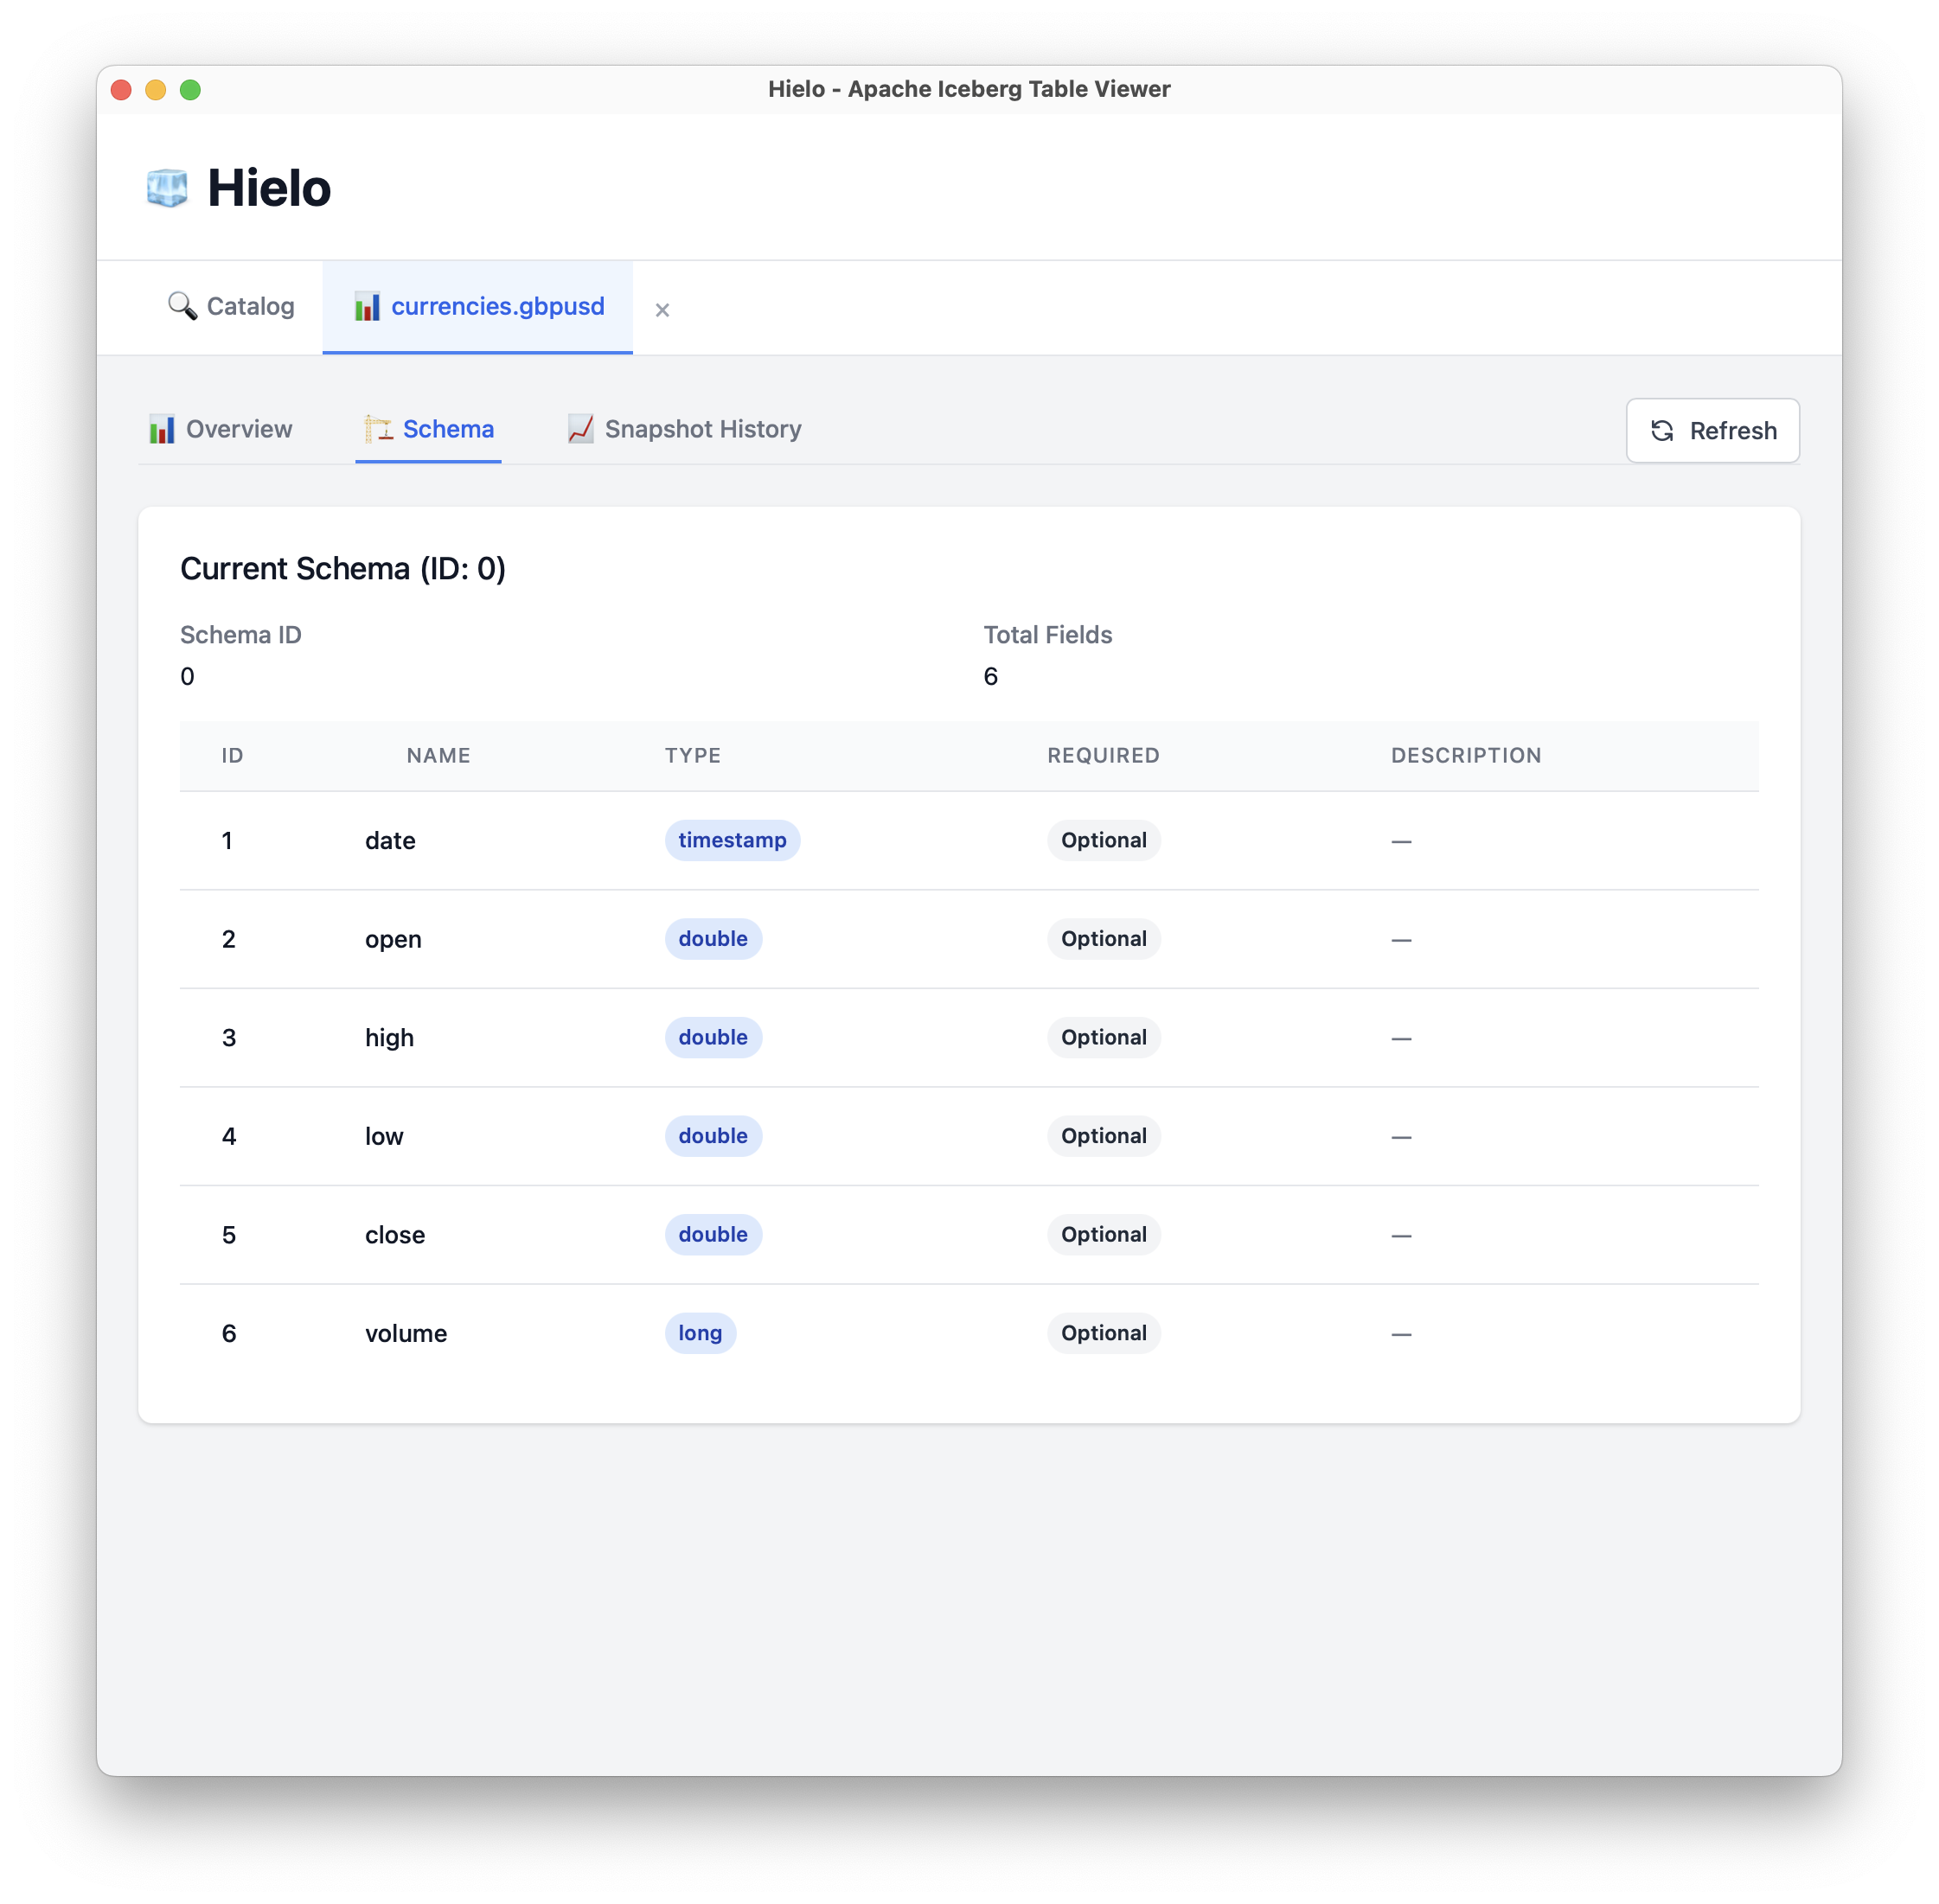 Hielo - Apache Iceberg Table Viewer
Hielo
Catalog currencies.gbpusd ×
Overview Schema Snapshot History Refresh
Current Schema (ID: 0)
Schema ID Total Fields
0 6
ID NAME TYPE REQUIRED DESCRIPTION
1 date timestamp Optional —
2 open double Optional —
3 high double Optional —
4 low double Optional —
5 close double Optional —
6 volume long Optional —